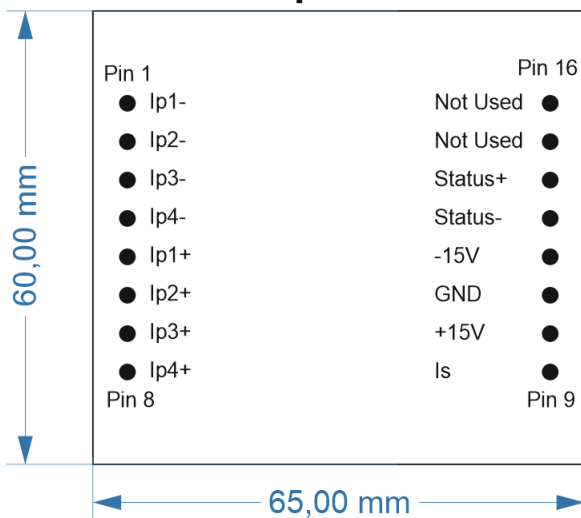 Pin 1
Pin 16
Ip1-
Not Used
Ip2-
Not Used
Ip3-
Status+
Ip4-
Status-
Ip1+
-15V
Ip2+
GND
Ip3+
+15V
Ip4+
Is
Pin 8
Pin 9
60,00 mm
65,00 mm